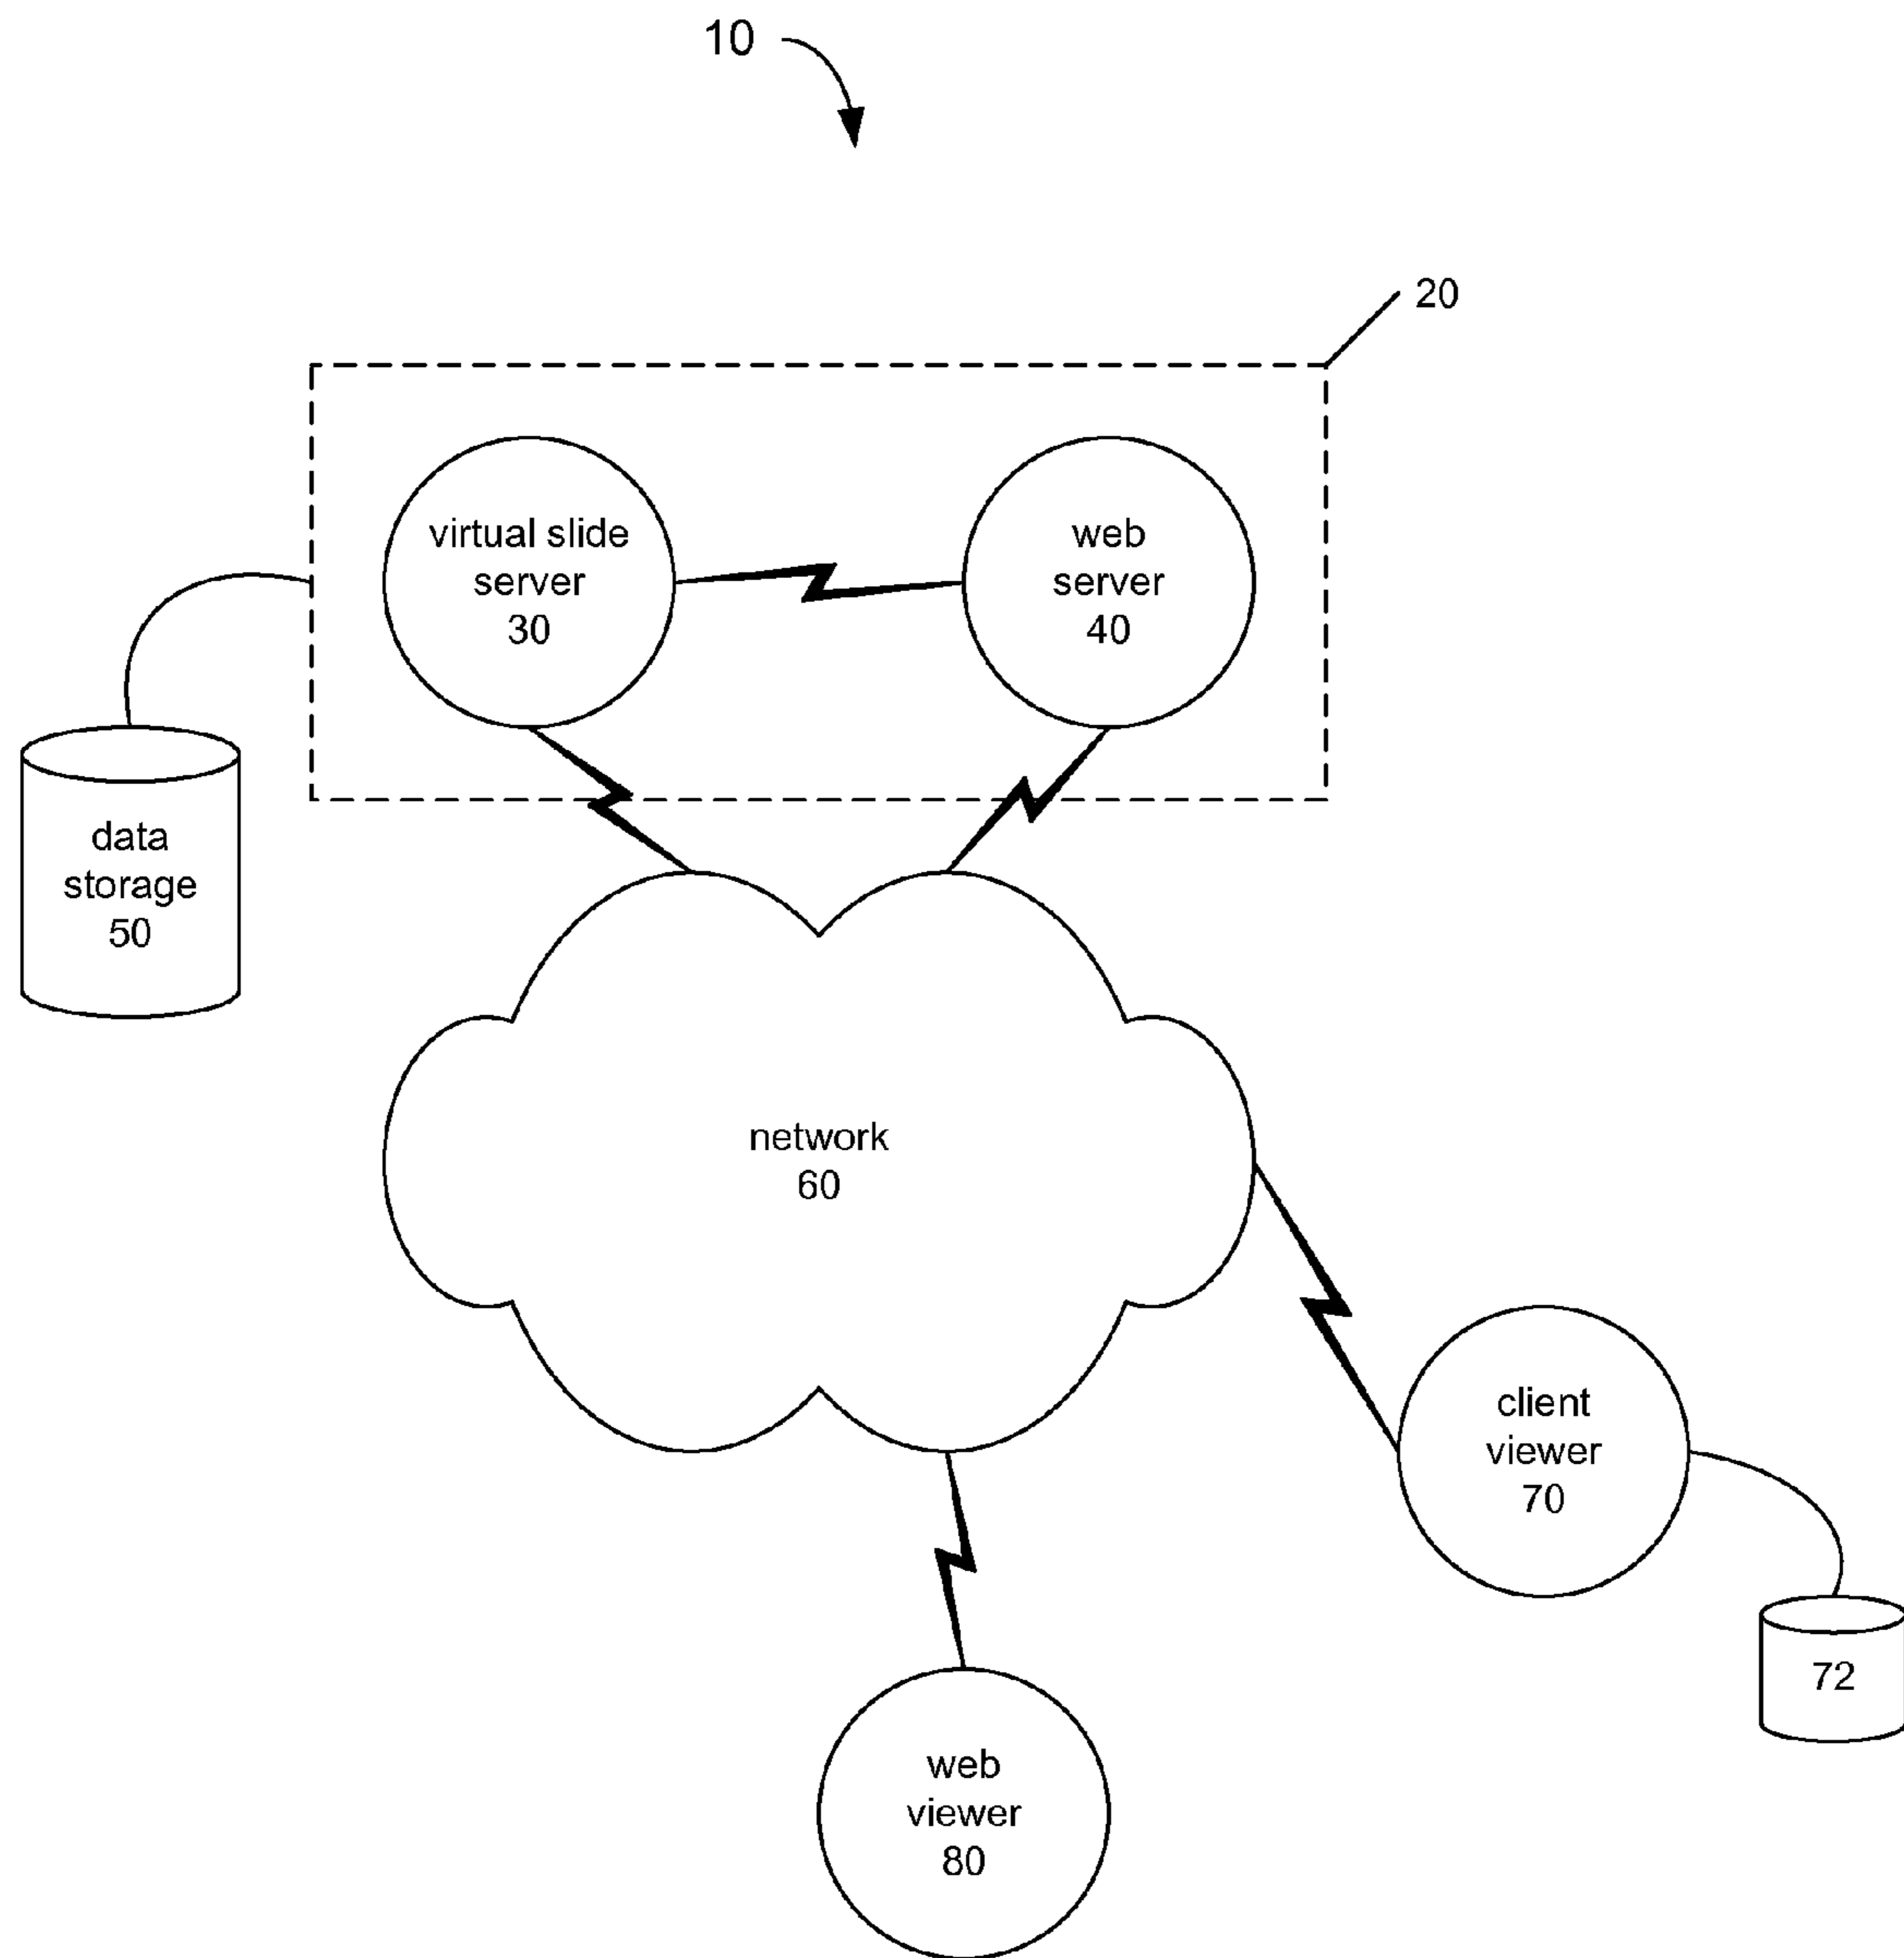 10
20
virtual slide
server
30
web
server
40
data
storage
50
network
60
client
viewer
70
72
web
viewer
80